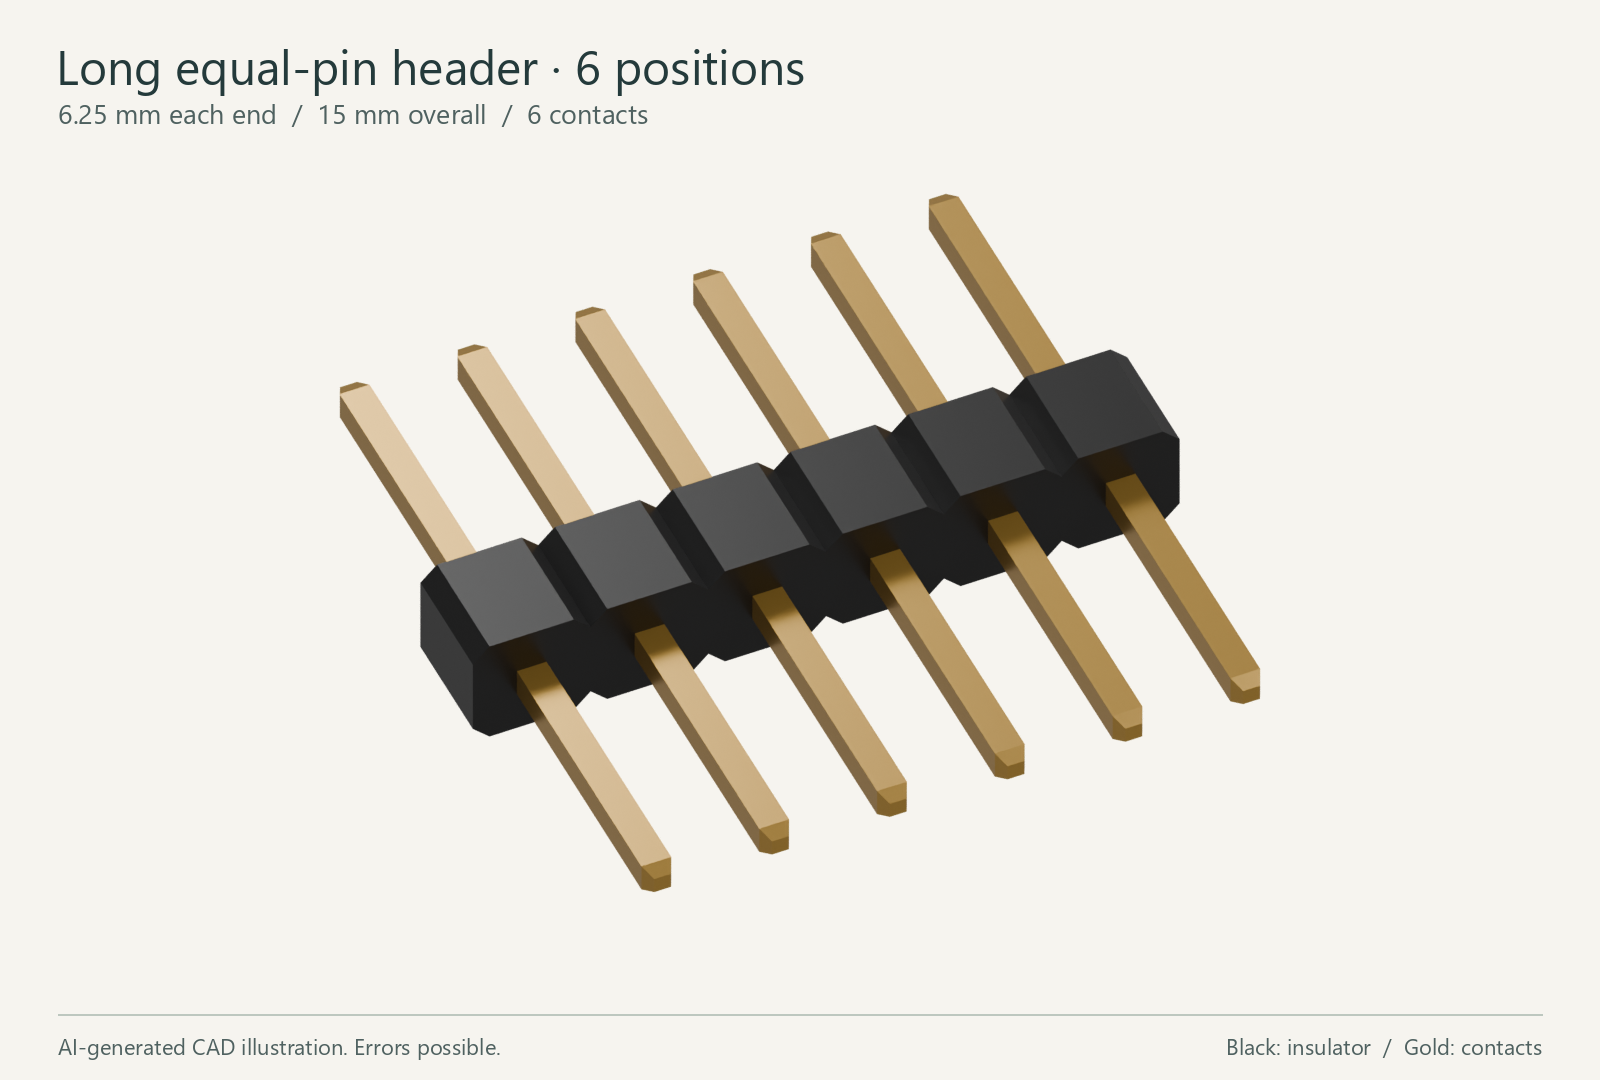 Long equal-pin header · 6 positions
6.25 mm each end / 15 mm overall / 6 contacts
AI-generated CAD illustration. Errors possible.
Black: insulator / Gold: contacts